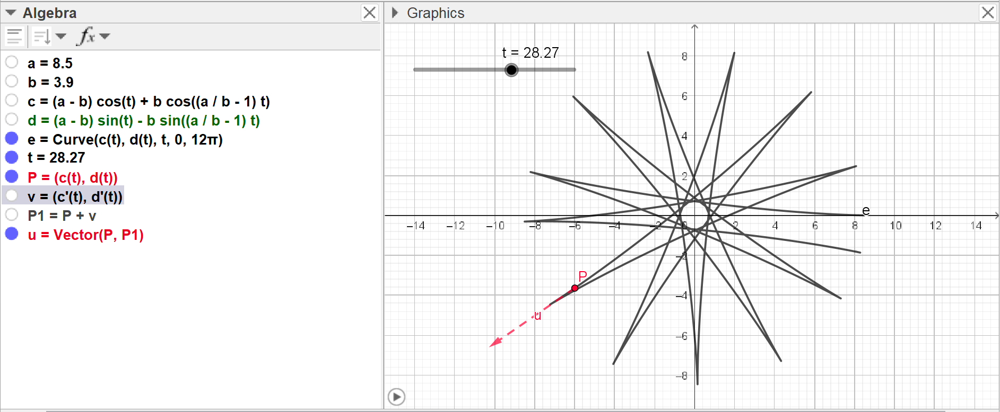 Algebra
Graphics
fx
a = 8.5
b = 3.9
c = (a - b) cos(t) + b cos((a / b - 1) t)
d = (a - b) sin(t) - b sin((a / b - 1) t)
e = Curve(c(t), d(t), t, 0, 12π)
t = 28.27
P = (c(t), d(t))
v = (c'(t), d'(t))
P1 = P + v
u = Vector(P, P1)
t = 28.27
8
6
4
2
e
−14 −12 −10 −8 −6 −4 −2 0 2 4 6 8 10 12 14
−2
P
−4
u
−6
−8